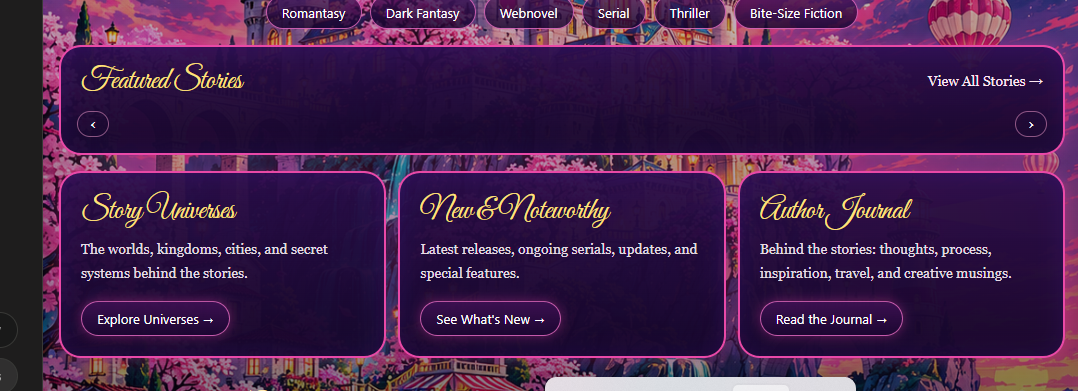 Romantasy
Dark Fantasy
Webnovel
Serial
Thriller
Bite-Size Fiction
Featured Stories
View All Stories →
‹
›
Story Universes
The worlds, kingdoms, cities, and secret
systems behind the stories.
Explore Universes →
New & Noteworthy
Latest releases, ongoing serials, updates, and
special features.
See What's New →
Author Journal
Behind the stories: thoughts, process,
inspiration, travel, and creative musings.
Read the Journal →